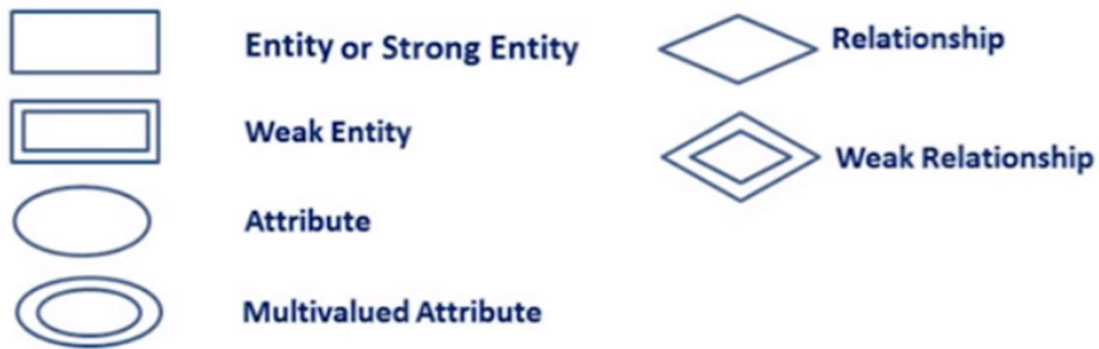 Entity or Strong Entity
Weak Entity
Attribute
Multivalued Attribute
Relationship
Weak Relationship